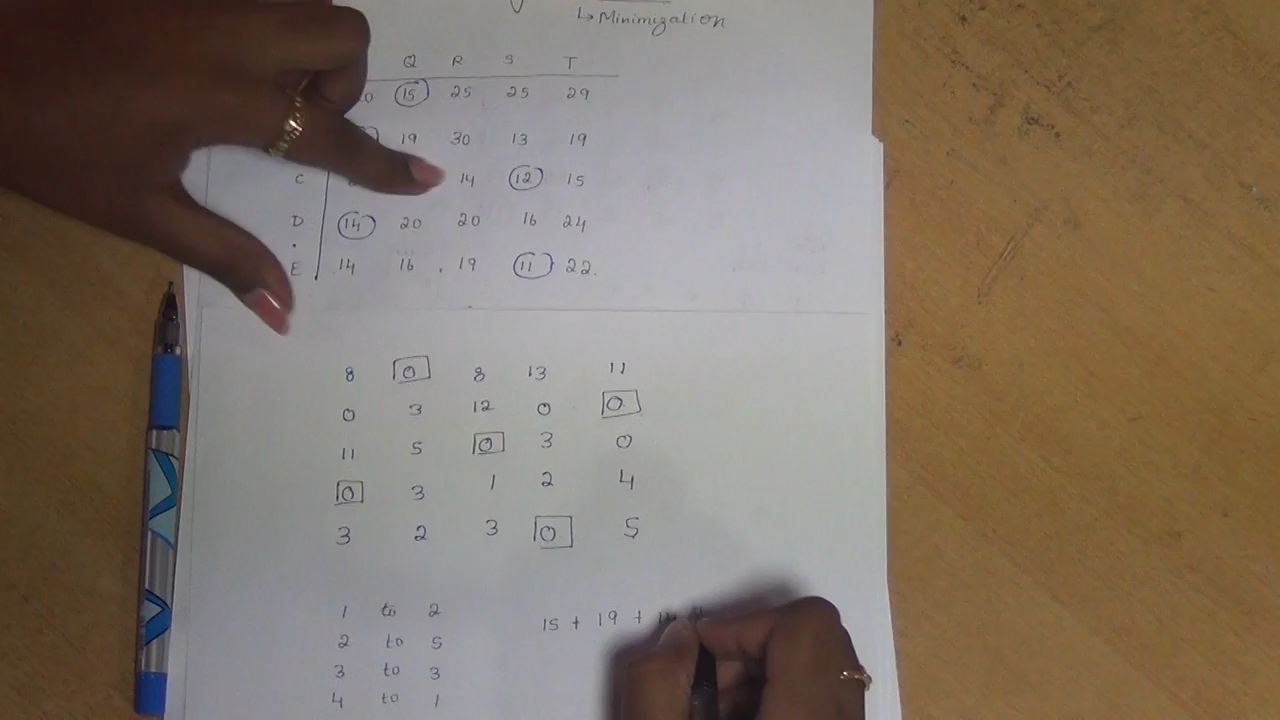 ↳ Minimization
Q R S T
15 25 25 29
19 30 13 19
C 14 12 15
D 14 20 20 16 24
E 14 16 19 11 22
8 0 8 13 11
0 3 12 0 0
11 5 0 3 0
0 3 1 2 4
3 2 3 0 5
1 to 2
2 to 5
3 to 3
4 to 1
15 + 19 +